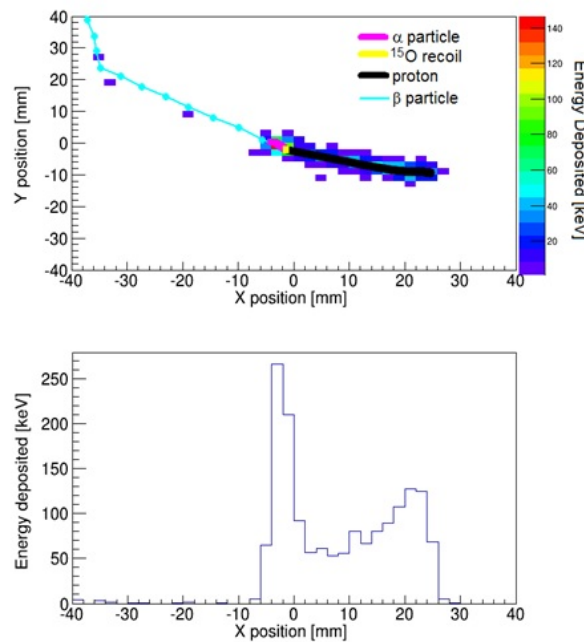 α particle
¹⁵O recoil
proton
β particle
Y position [mm]
40
30
20
10
0
-10
-20
-30
-40
-40 -30 -20 -10 0 10 20 30 40
X position [mm]
140
120
100
80
60
40
20
Energy Deposited [keV]
Energy deposited [keV]
250
200
150
100
50
0
-40 -30 -20 -10 0 10 20 30 40
X position [mm]